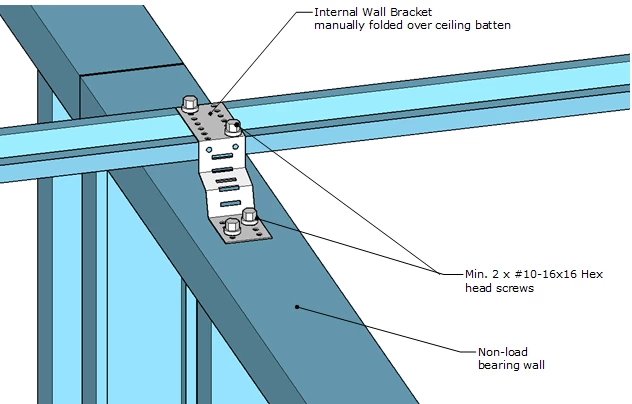 Internal Wall Bracket
manually folded over ceiling batten
Min. 2 x #10-16x16 Hex
head screws
Non-load
bearing wall